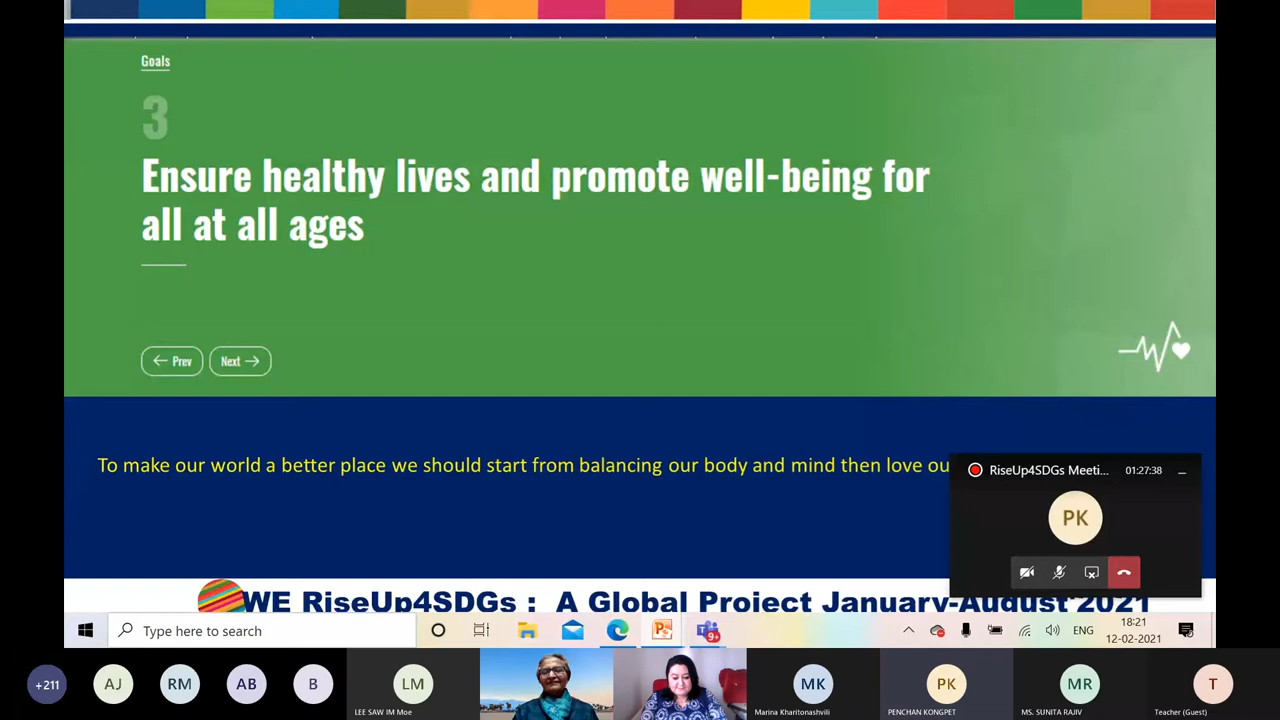 Goals
3
Ensure healthy lives and promote well-being for
all at all ages
← Prev
Next →
To make our world a better place we should start from balancing our body and mind then love ou
RiseUp4SDGs Meeti...
01:27:38
PK
WE RiseUp4SDGs : A Global Project January-August 2021
Type here to search
9+
ENG
18:21
12-02-2021
+211
AJ
RM
AB
B
LM
MK
PK
MR
T
LEE SAW IM Moe
Marina Kharitonashvili
PENCHAN KONGPET
MS. SUNITA RAJIV
Teacher (Guest)